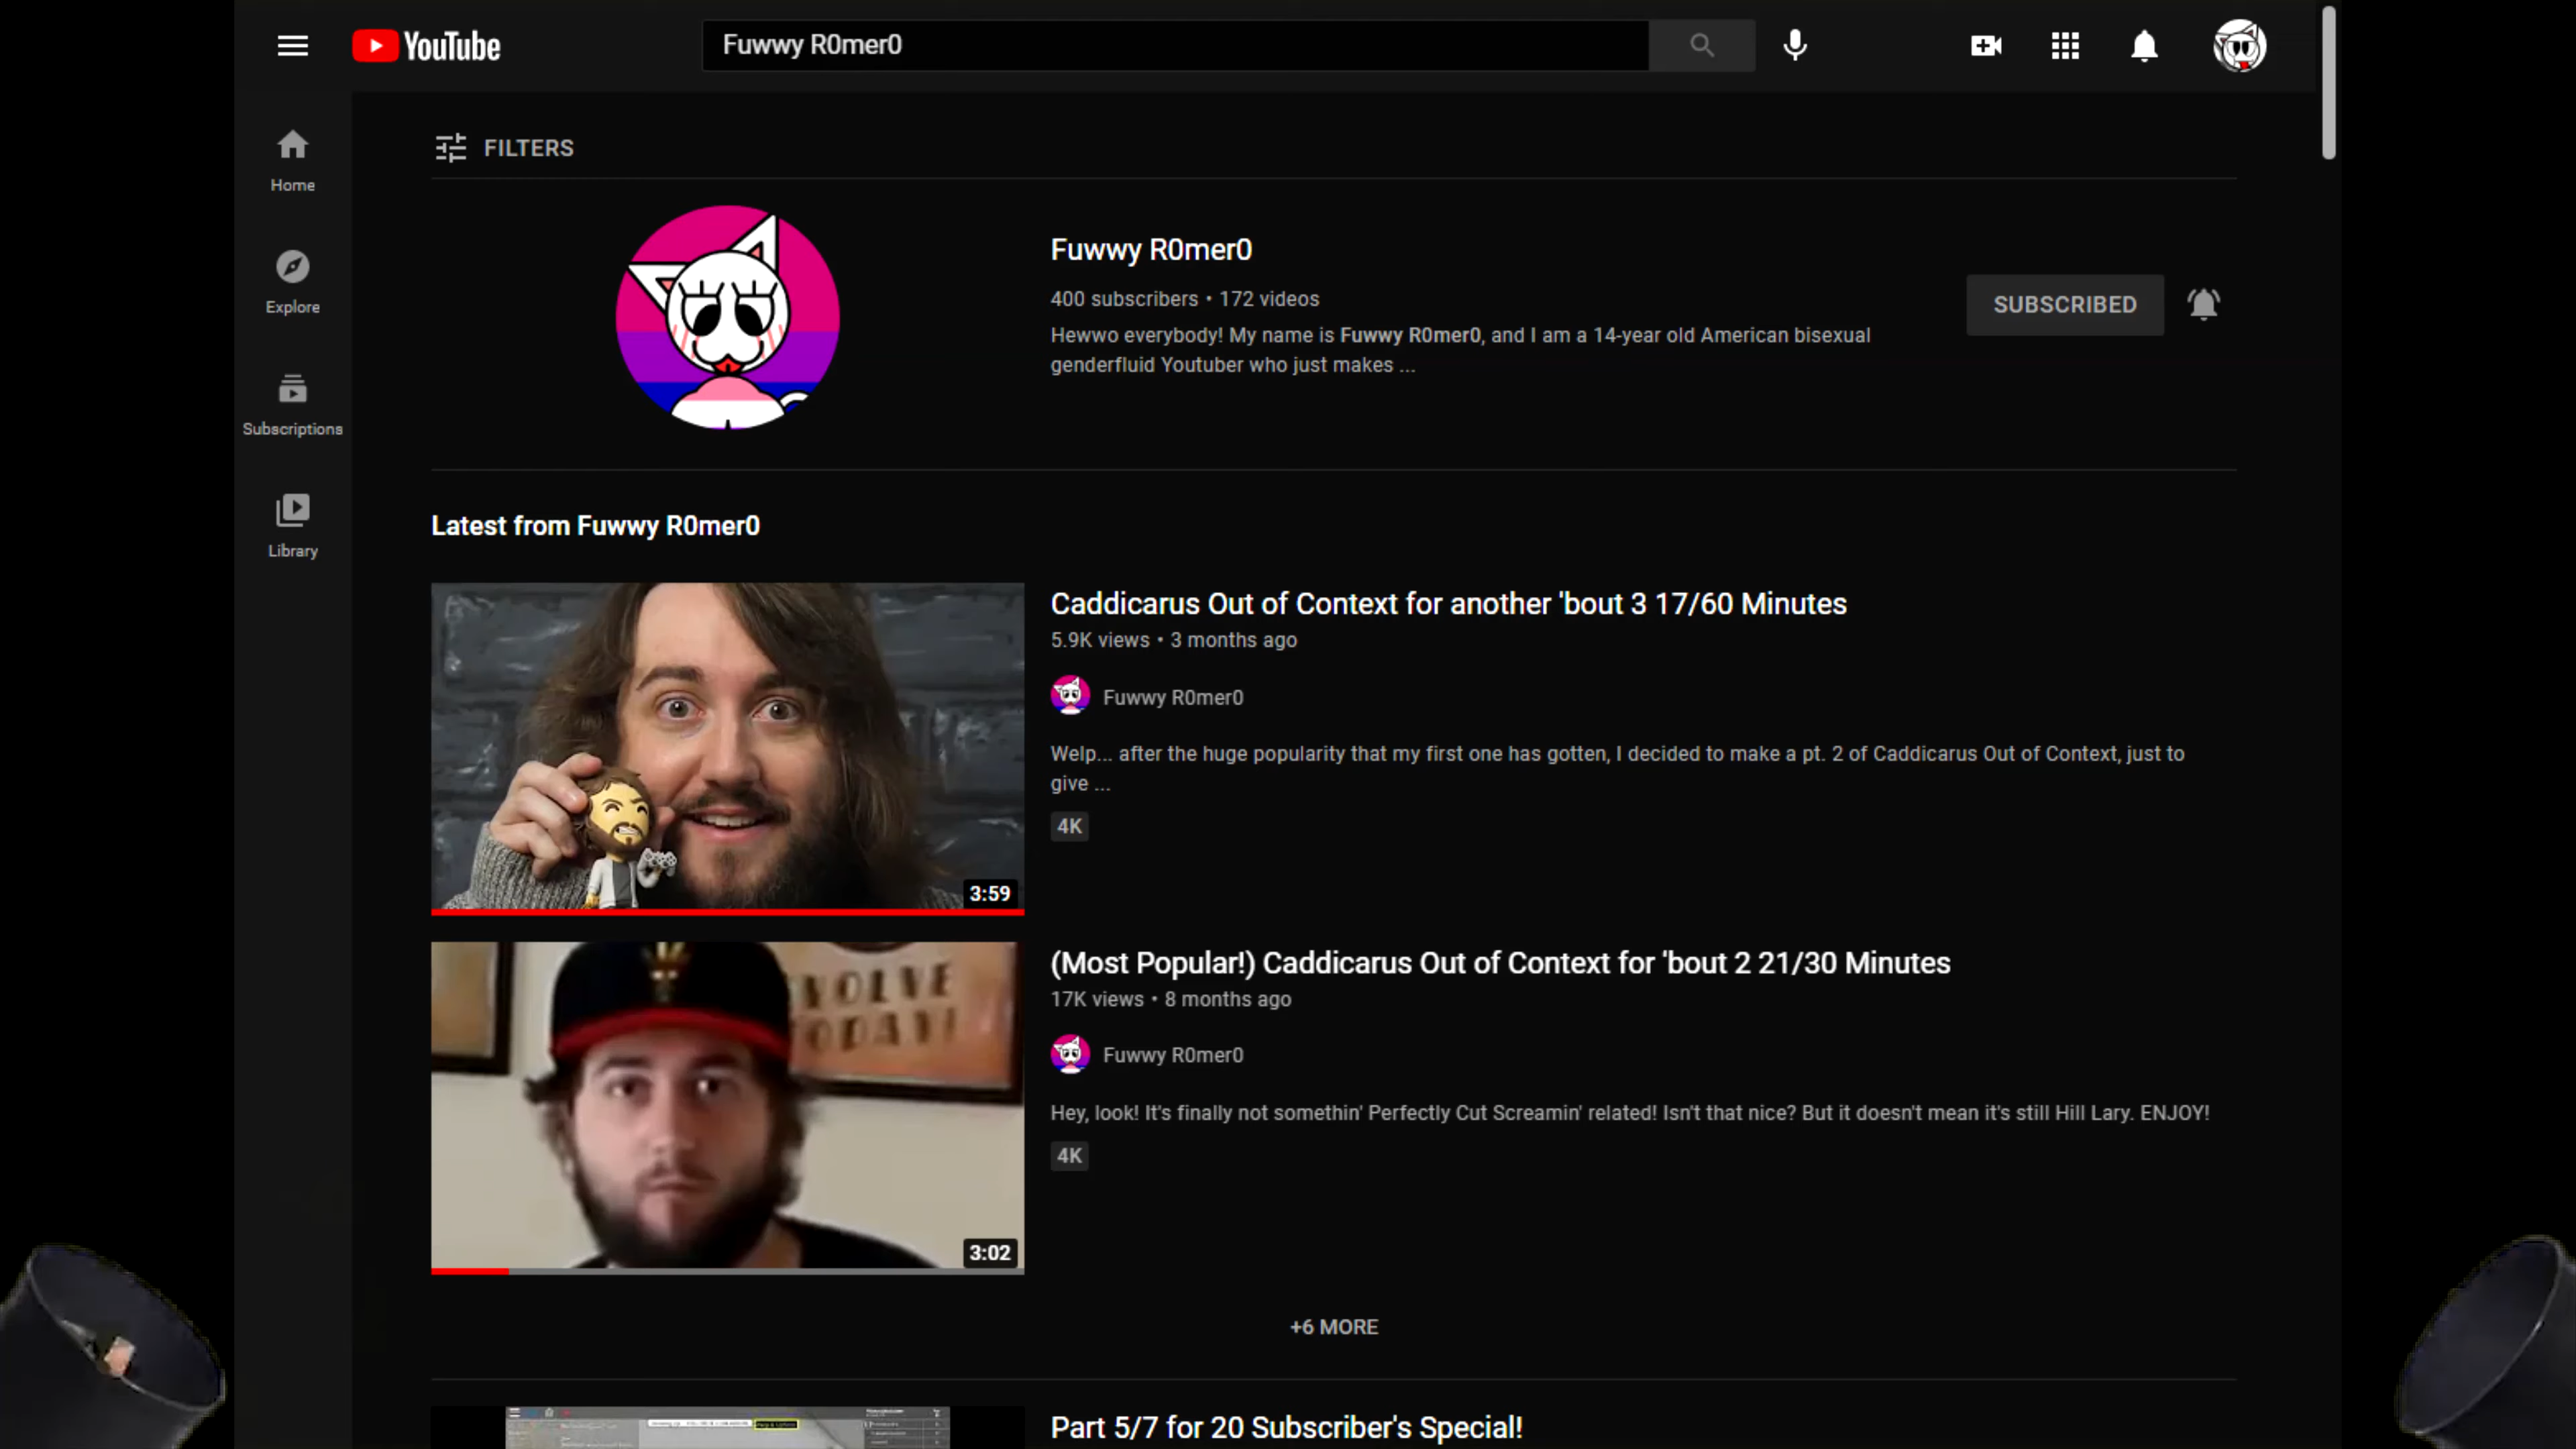 YouTube
Fuwwy R0mer0
Home
Explore
Subscriptions
Library
FILTERS
Fuwwy R0mer0
400 subscribers • 172 videos
Hewwo everybody! My name is Fuwwy R0mer0, and I am a 14-year old American bisexual
genderfluid Youtuber who just makes ...
SUBSCRIBED
Latest from Fuwwy R0mer0
3:59
Caddicarus Out of Context for another 'bout 3 17/60 Minutes
5.9K views • 3 months ago
Fuwwy R0mer0
Welp... after the huge popularity that my first one has gotten, I decided to make a pt. 2 of Caddicarus Out of Context, just to
give ...
4K
VOLVE
TODAY!
3:02
(Most Popular!) Caddicarus Out of Context for 'bout 2 21/30 Minutes
17K views • 8 months ago
Fuwwy R0mer0
Hey, look! It's finally not somethin' Perfectly Cut Screamin' related! Isn't that nice? But it doesn't mean it's still Hill Lary. ENJOY!
4K
+6 MORE
Part 5/7 for 20 Subscriber's Special!